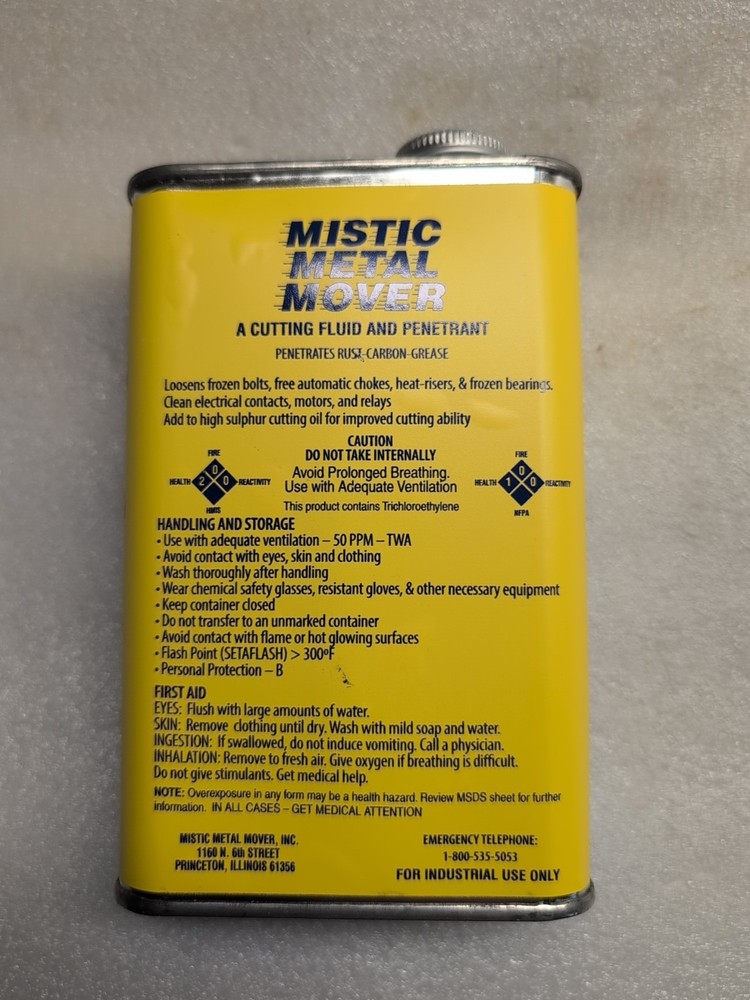 MISTIC
METAL
MOVER
A CUTTING FLUID AND PENETRANT
PENETRATES RUST-CARBON-GREASE
Loosens frozen bolts, free automatic chokes, heat-risers, & frozen bearings.
Clean electrical contacts, motors, and relays
Add to high sulphur cutting oil for improved cutting ability
CAUTION
DO NOT TAKE INTERNALLY
Avoid Prolonged Breathing.
Use with Adequate Ventilation
This product contains Trichloroethylene
FIRE
0
HEALTH 2 0 REACTIVITY
HMIS
FIRE
0
HEALTH 1 0 REACTIVITY
NFPA
HANDLING AND STORAGE
• Use with adequate ventilation – 50 PPM – TWA
• Avoid contact with eyes, skin and clothing
• Wash thoroughly after handling
• Wear chemical safety glasses, resistant gloves, & other necessary equipment
• Keep container closed
• Do not transfer to an unmarked container
• Avoid contact with flame or hot glowing surfaces
• Flash Point (SETAFLASH) > 300ºF
• Personal Protection – B
FIRST AID
EYES: Flush with large amounts of water.
SKIN: Remove clothing until dry. Wash with mild soap and water.
INGESTION: If swallowed, do not induce vomiting. Call a physician.
INHALATION: Remove to fresh air. Give oxygen if breathing is difficult.
Do not give stimulants. Get medical help.
NOTE: Overexposure in any form may be a health hazard. Review MSDS sheet for further
information. IN ALL CASES – GET MEDICAL ATTENTION
MISTIC METAL MOVER, INC.
1160 N. 6th STREET
PRINCETON, ILLINOIS 61356
EMERGENCY TELEPHONE:
1-800-535-5053
FOR INDUSTRIAL USE ONLY